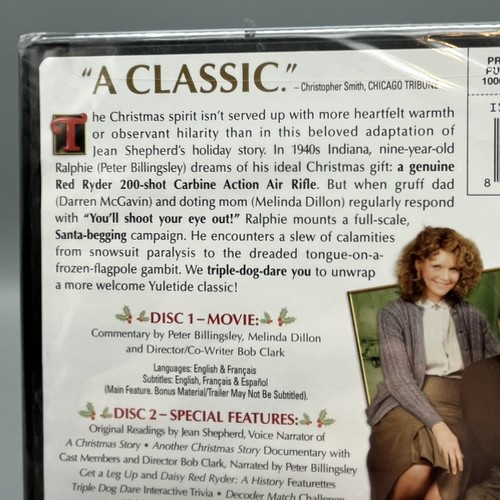 "A CLASSIC." – Christopher Smith, CHICAGO TRIBUNE
The Christmas spirit isn't served up with more heartfelt warmth
or observant hilarity than in this beloved adaptation of
Jean Shepherd's holiday story. In 1940s Indiana, nine-year-old
Ralphie (Peter Billingsley) dreams of his ideal Christmas gift: a genuine
Red Ryder 200-shot Carbine Action Air Rifle. But when gruff dad
(Darren McGavin) and doting mom (Melinda Dillon) regularly respond
with "You'll shoot your eye out!" Ralphie mounts a full-scale,
Santa-begging campaign. He encounters a slew of calamities
from snowsuit paralysis to the dreaded tongue-on-a-
frozen-flagpole gambit. We triple-dog-dare you to unwrap
a more welcome Yuletide classic!
DISC 1 – MOVIE:
Commentary by Peter Billingsley, Melinda Dillon
and Director/Co-Writer Bob Clark
Languages: English & Français
Subtitles: English, Français & Español
(Main Feature. Bonus Material/Trailer May Not Be Subtitled).
DISC 2 – SPECIAL FEATURES:
Original Readings by Jean Shepherd, Voice Narrator of
A Christmas Story • Another Christmas Story Documentary with
Cast Members and Director Bob Clark, Narrated by Peter Billingsley
Get a Leg Up and Daisy Red Ryder: A History Featurettes
Triple Dog Dare Interactive Trivia • Decoder Match Challenge
8